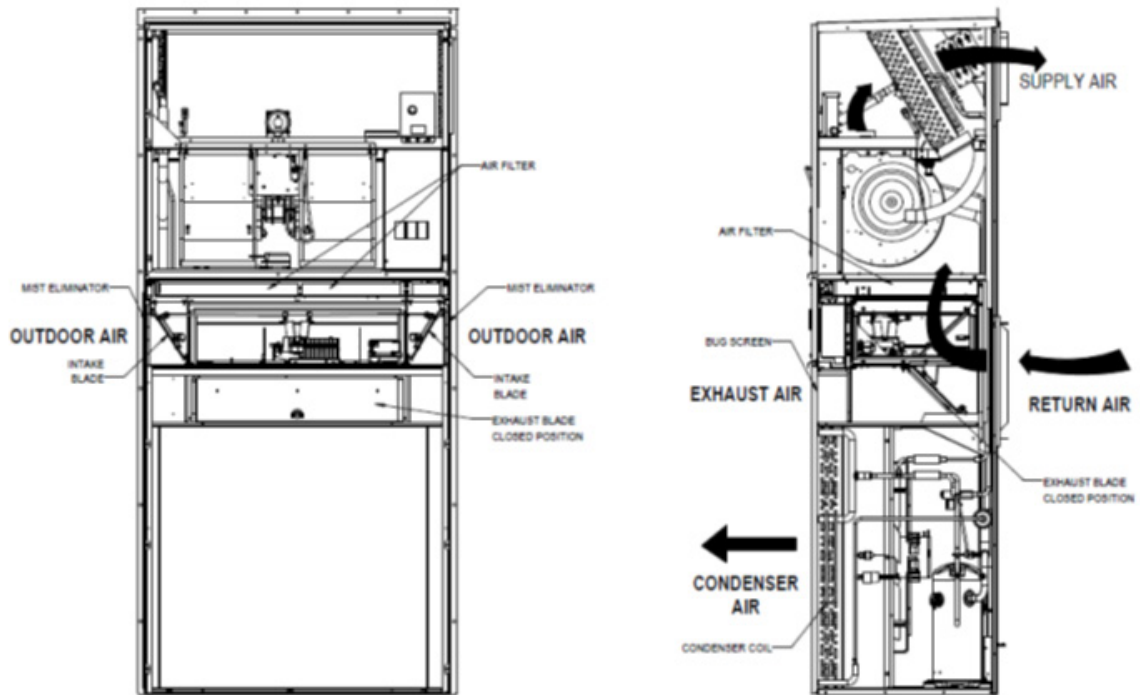 AIR FILTER
MIST ELIMINATOR
MIST ELIMINATOR
OUTDOOR AIR
OUTDOOR AIR
INTAKE
BLADE
INTAKE
BLADE
EXHAUST BLADE
CLOSED POSITION
SUPPLY AIR
AIR FILTER
BUG SCREEN
EXHAUST AIR
RETURN AIR
EXHAUST BLADE
CLOSED POSITION
CONDENSER
AIR
CONDENSER COIL